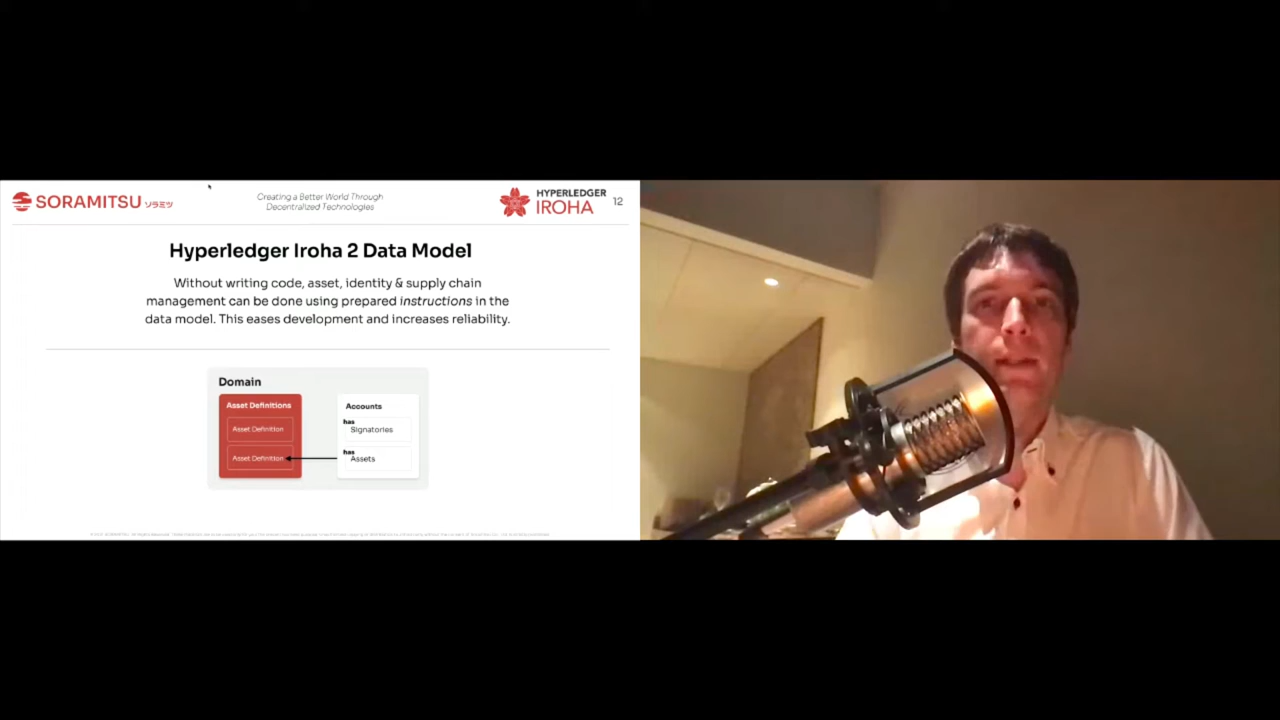 SORAMITSU ソラミツ
Creating a Better World Through
Decentralized Technologies
HYPERLEDGER
IROHA
12
Hyperledger Iroha 2 Data Model
Without writing code, asset, identity & supply chain
management can be done using prepared instructions in the
data model. This eases development and increases reliability.
Domain
Asset Definitions
Asset Definition
Asset Definition
Accounts
has
Signatories
has
Assets